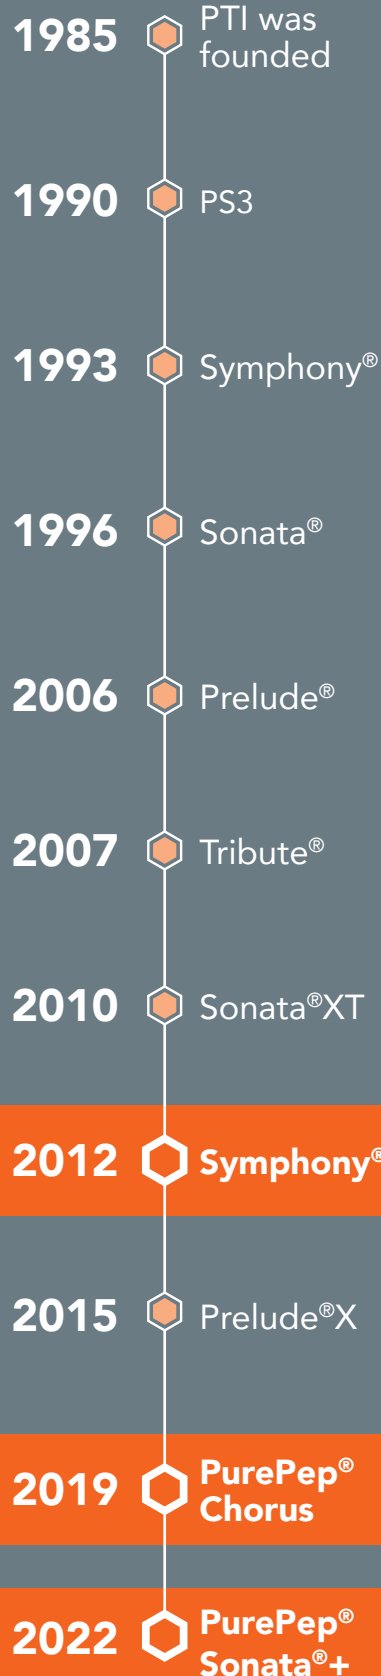 1985
PTI was
founded
1990
PS3
1993
Symphony®
1996
Sonata®
2006
Prelude®
2007
Tribute®
2010
Sonata®XT
2012
Symphony®
2015
Prelude®X
2019
PurePep®
Chorus
2022
PurePep®
Sonata®+